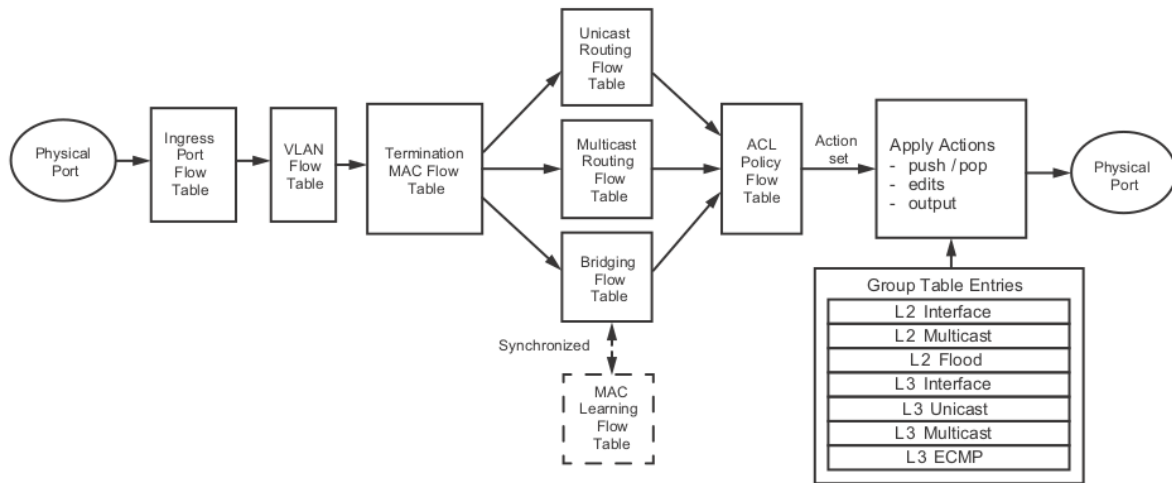 Physical
Port
Ingress
Port
Flow
Table
VLAN
Flow
Table
Termination
MAC Flow
Table
Unicast
Routing
Flow
Table
Multicast
Routing
Flow
Table
Bridging
Flow
Table
Synchronized
MAC
Learning
Flow
Table
ACL
Policy
Flow
Table
Action
set
Apply Actions
- push / pop
- edits
- output
Physical
Port
Group Table Entries
L2 Interface
L2 Multicast
L2 Flood
L3 Interface
L3 Unicast
L3 Multicast
L3 ECMP